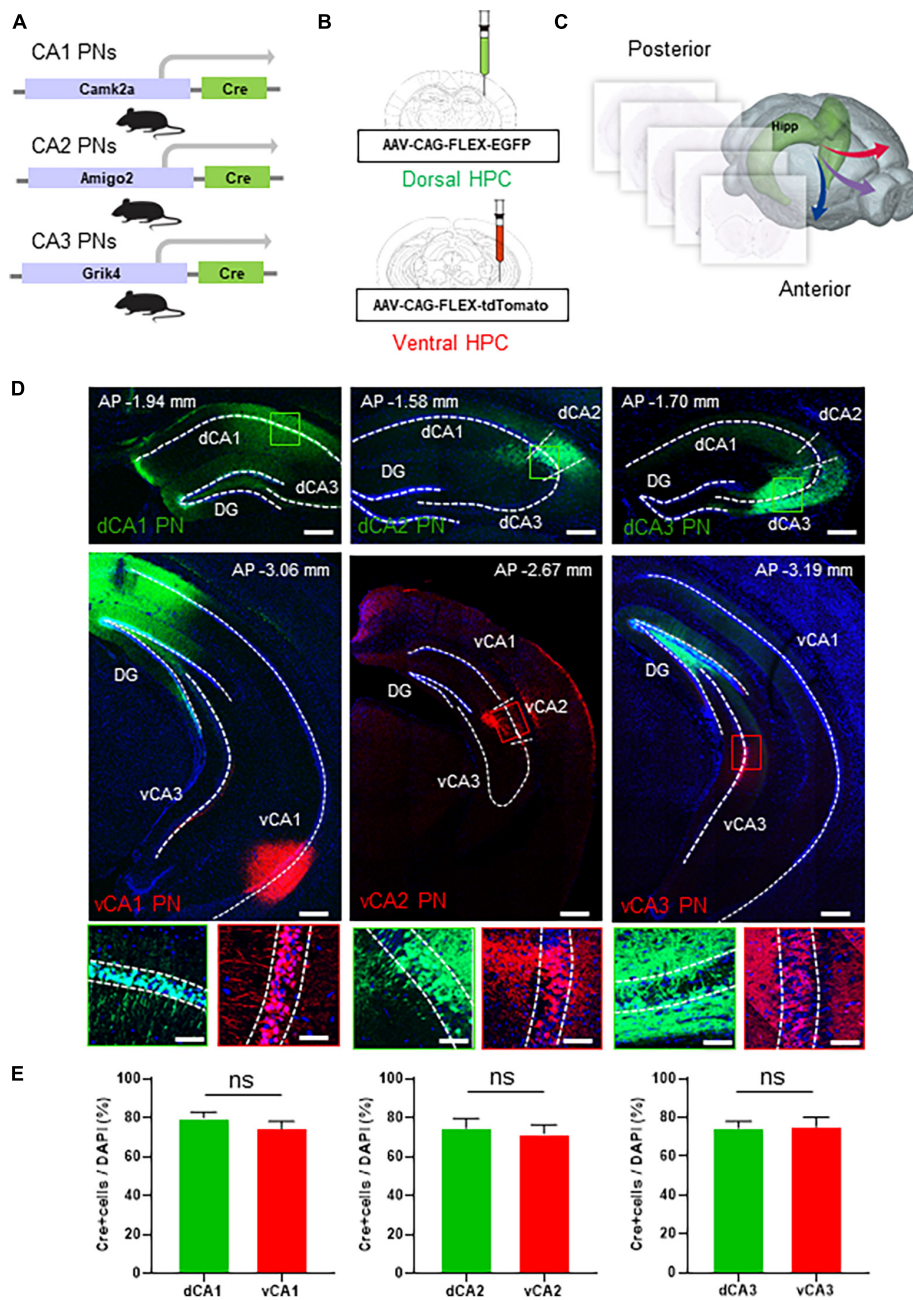 A
CA1 PNs
Camk2a Cre
CA2 PNs
Amigo2 Cre
CA3 PNs
Grik4 Cre
B
AAV-CAG-FLEX-EGFP
Dorsal HPC
AAV-CAG-FLEX-tdTomato
Ventral HPC
C
Posterior
Hipp
Anterior
D
AP -1.94 mm
dCA1
DG
dCA3
dCA1 PN
AP -1.58 mm
dCA2
dCA1
DG
dCA3
dCA2 PN
AP -1.70 mm
dCA2
dCA1
DG
dCA3
dCA3 PN
AP -3.06 mm
DG
vCA3
vCA1
vCA1 PN
AP -2.67 mm
vCA1
DG
vCA2
vCA3
vCA2 PN
AP -3.19 mm
vCA1
DG
vCA3
vCA3 PN
E
Cre+cells / DAPI (%)
100
80
60
40
20
0
ns
dCA1 vCA1
Cre+cells / DAPI (%)
100
80
60
40
20
0
ns
dCA2 vCA2
Cre+cells / DAPI (%)
100
80
60
40
20
0
ns
dCA3 vCA3